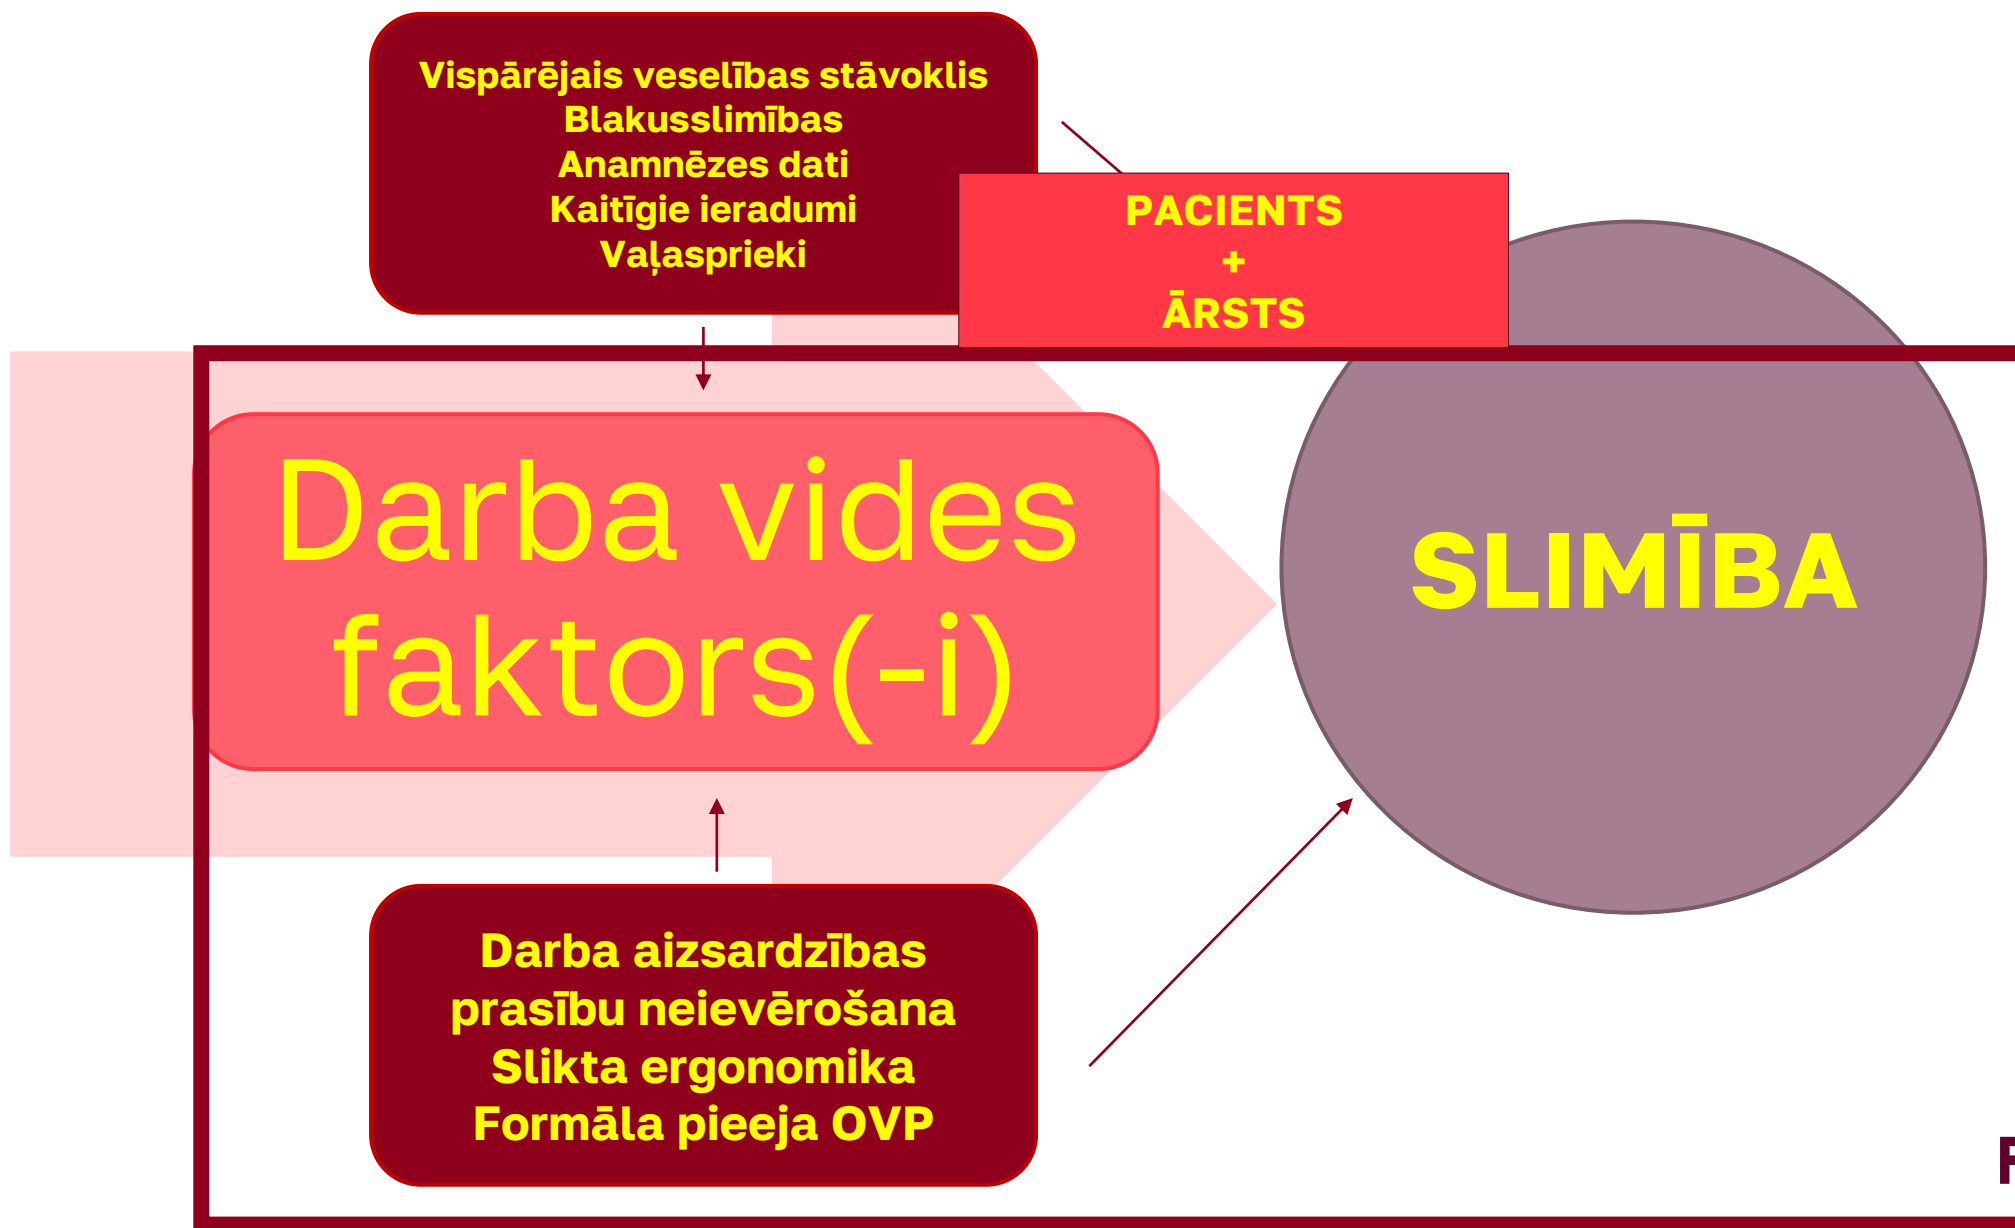 Vispārējais veselības stāvoklis
Blakusslimības
Anamnēzes dati
Kaitīgie ieradumi
Vaļasprieki
PACIENTS
+
ĀRSTS
Darba vides
faktors(-i)
SLIMĪBA
Darba aizsardzības
prasību neievērošana
Slikta ergonomika
Formāla pieeja OVP